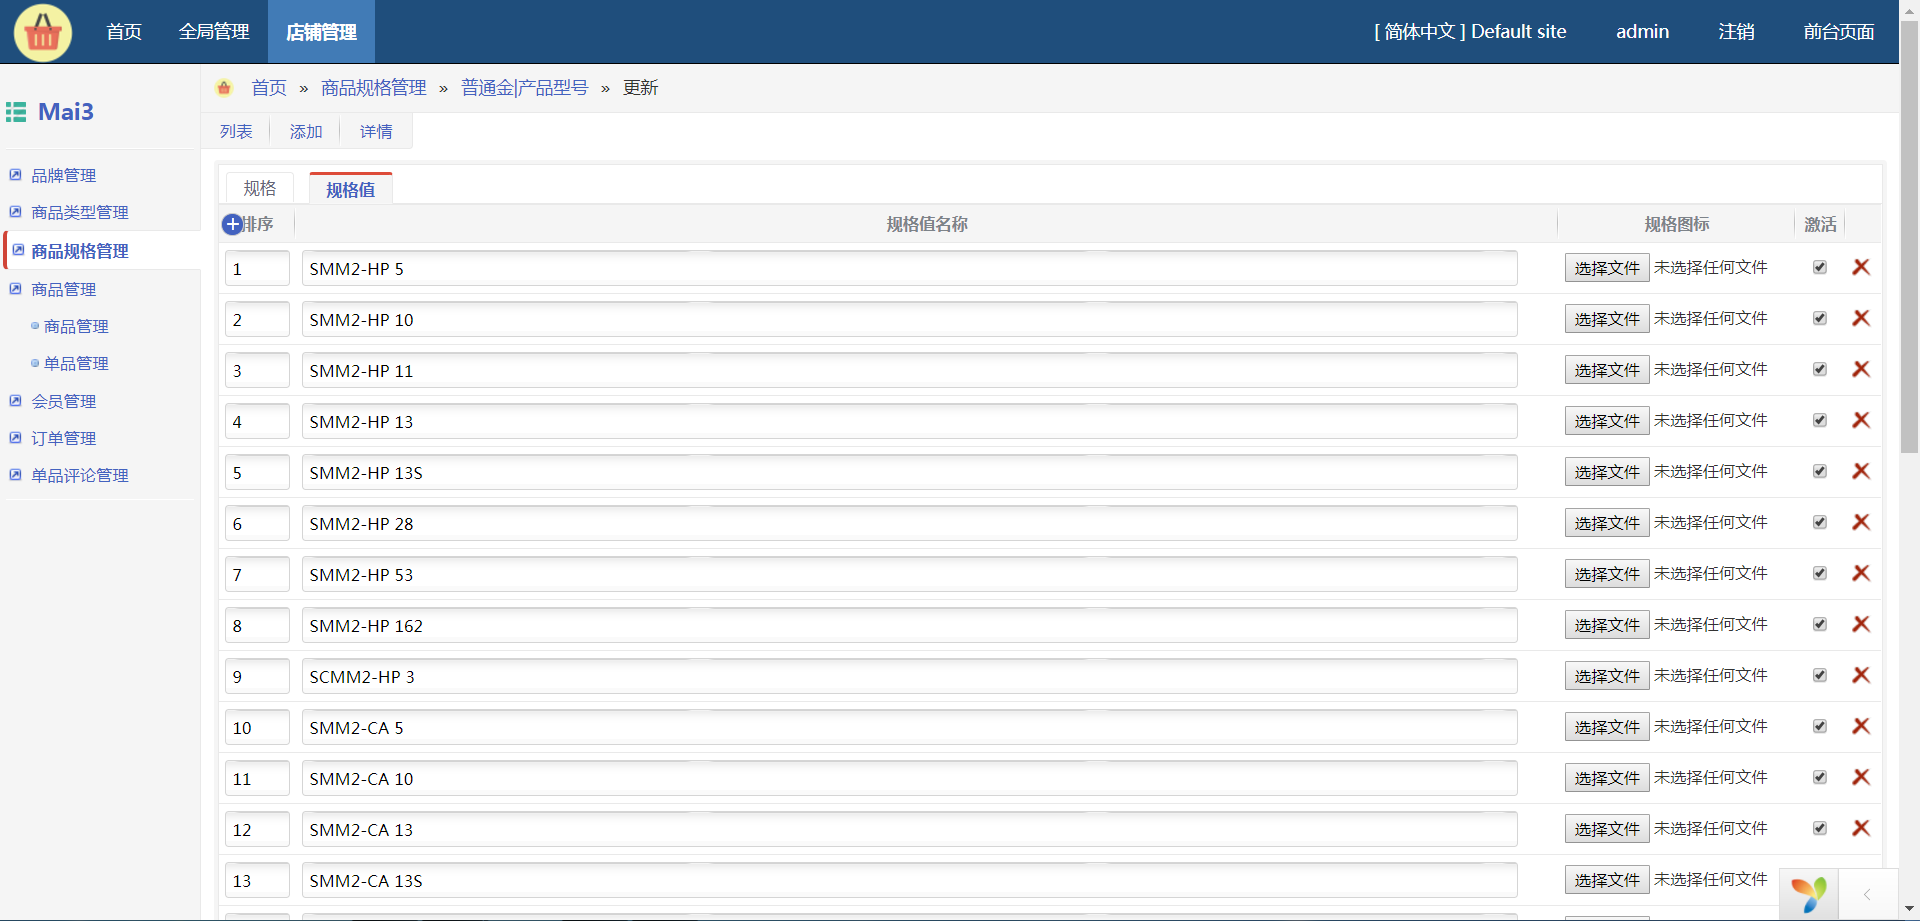 首页 全局管理 店铺管理 [ 简体中文 ] Default site admin 注销 前台页面
Mai3
品牌管理
商品类型管理
商品规格管理
商品管理
商品管理
单品管理
会员管理
订单管理
单品评论管理
首页 » 商品规格管理 » 普通金|产品型号 » 更新
列表 添加 详情
规格 规格值
排序 规格值名称 规格图标 激活
1 SMM2-HP 5 选择文件 未选择任何文件
2 SMM2-HP 10 选择文件 未选择任何文件
3 SMM2-HP 11 选择文件 未选择任何文件
4 SMM2-HP 13 选择文件 未选择任何文件
5 SMM2-HP 13S 选择文件 未选择任何文件
6 SMM2-HP 28 选择文件 未选择任何文件
7 SMM2-HP 53 选择文件 未选择任何文件
8 SMM2-HP 162 选择文件 未选择任何文件
9 SCMM2-HP 3 选择文件 未选择任何文件
10 SMM2-CA 5 选择文件 未选择任何文件
11 SMM2-CA 10 选择文件 未选择任何文件
12 SMM2-CA 13 选择文件 未选择任何文件
13 SMM2-CA 13S 选择文件 未选择任何文件